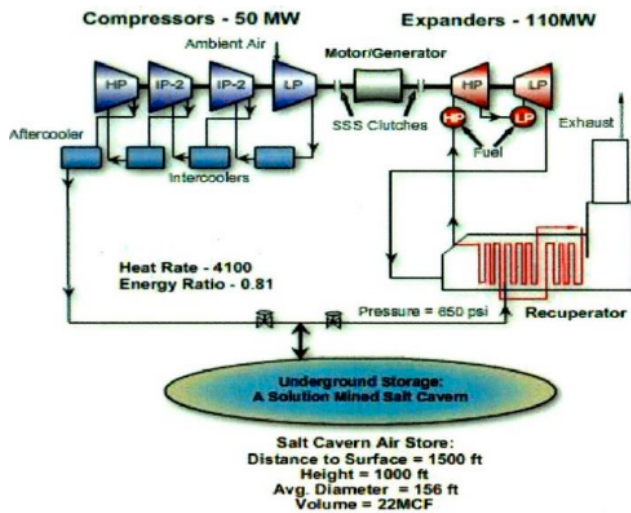 Compressors - 50 MW
Expanders - 110MW
Ambient Air
Motor/Generator
HP
IP-2
IP-2
LP
HP
LP
SSS Clutches
HP
LP
Fuel
Exhaust
Aftercooler
Intercoolers
Heat Rate - 4100
Energy Ratio - 0.81
Pressure = 650 psi
Recuperator
Underground Storage:
A Solution Mined Salt Cavern
Salt Cavern Air Store:
Distance to Surface = 1500 ft
Height = 1000 ft
Avg. Diameter = 156 ft
Volume = 22MCF